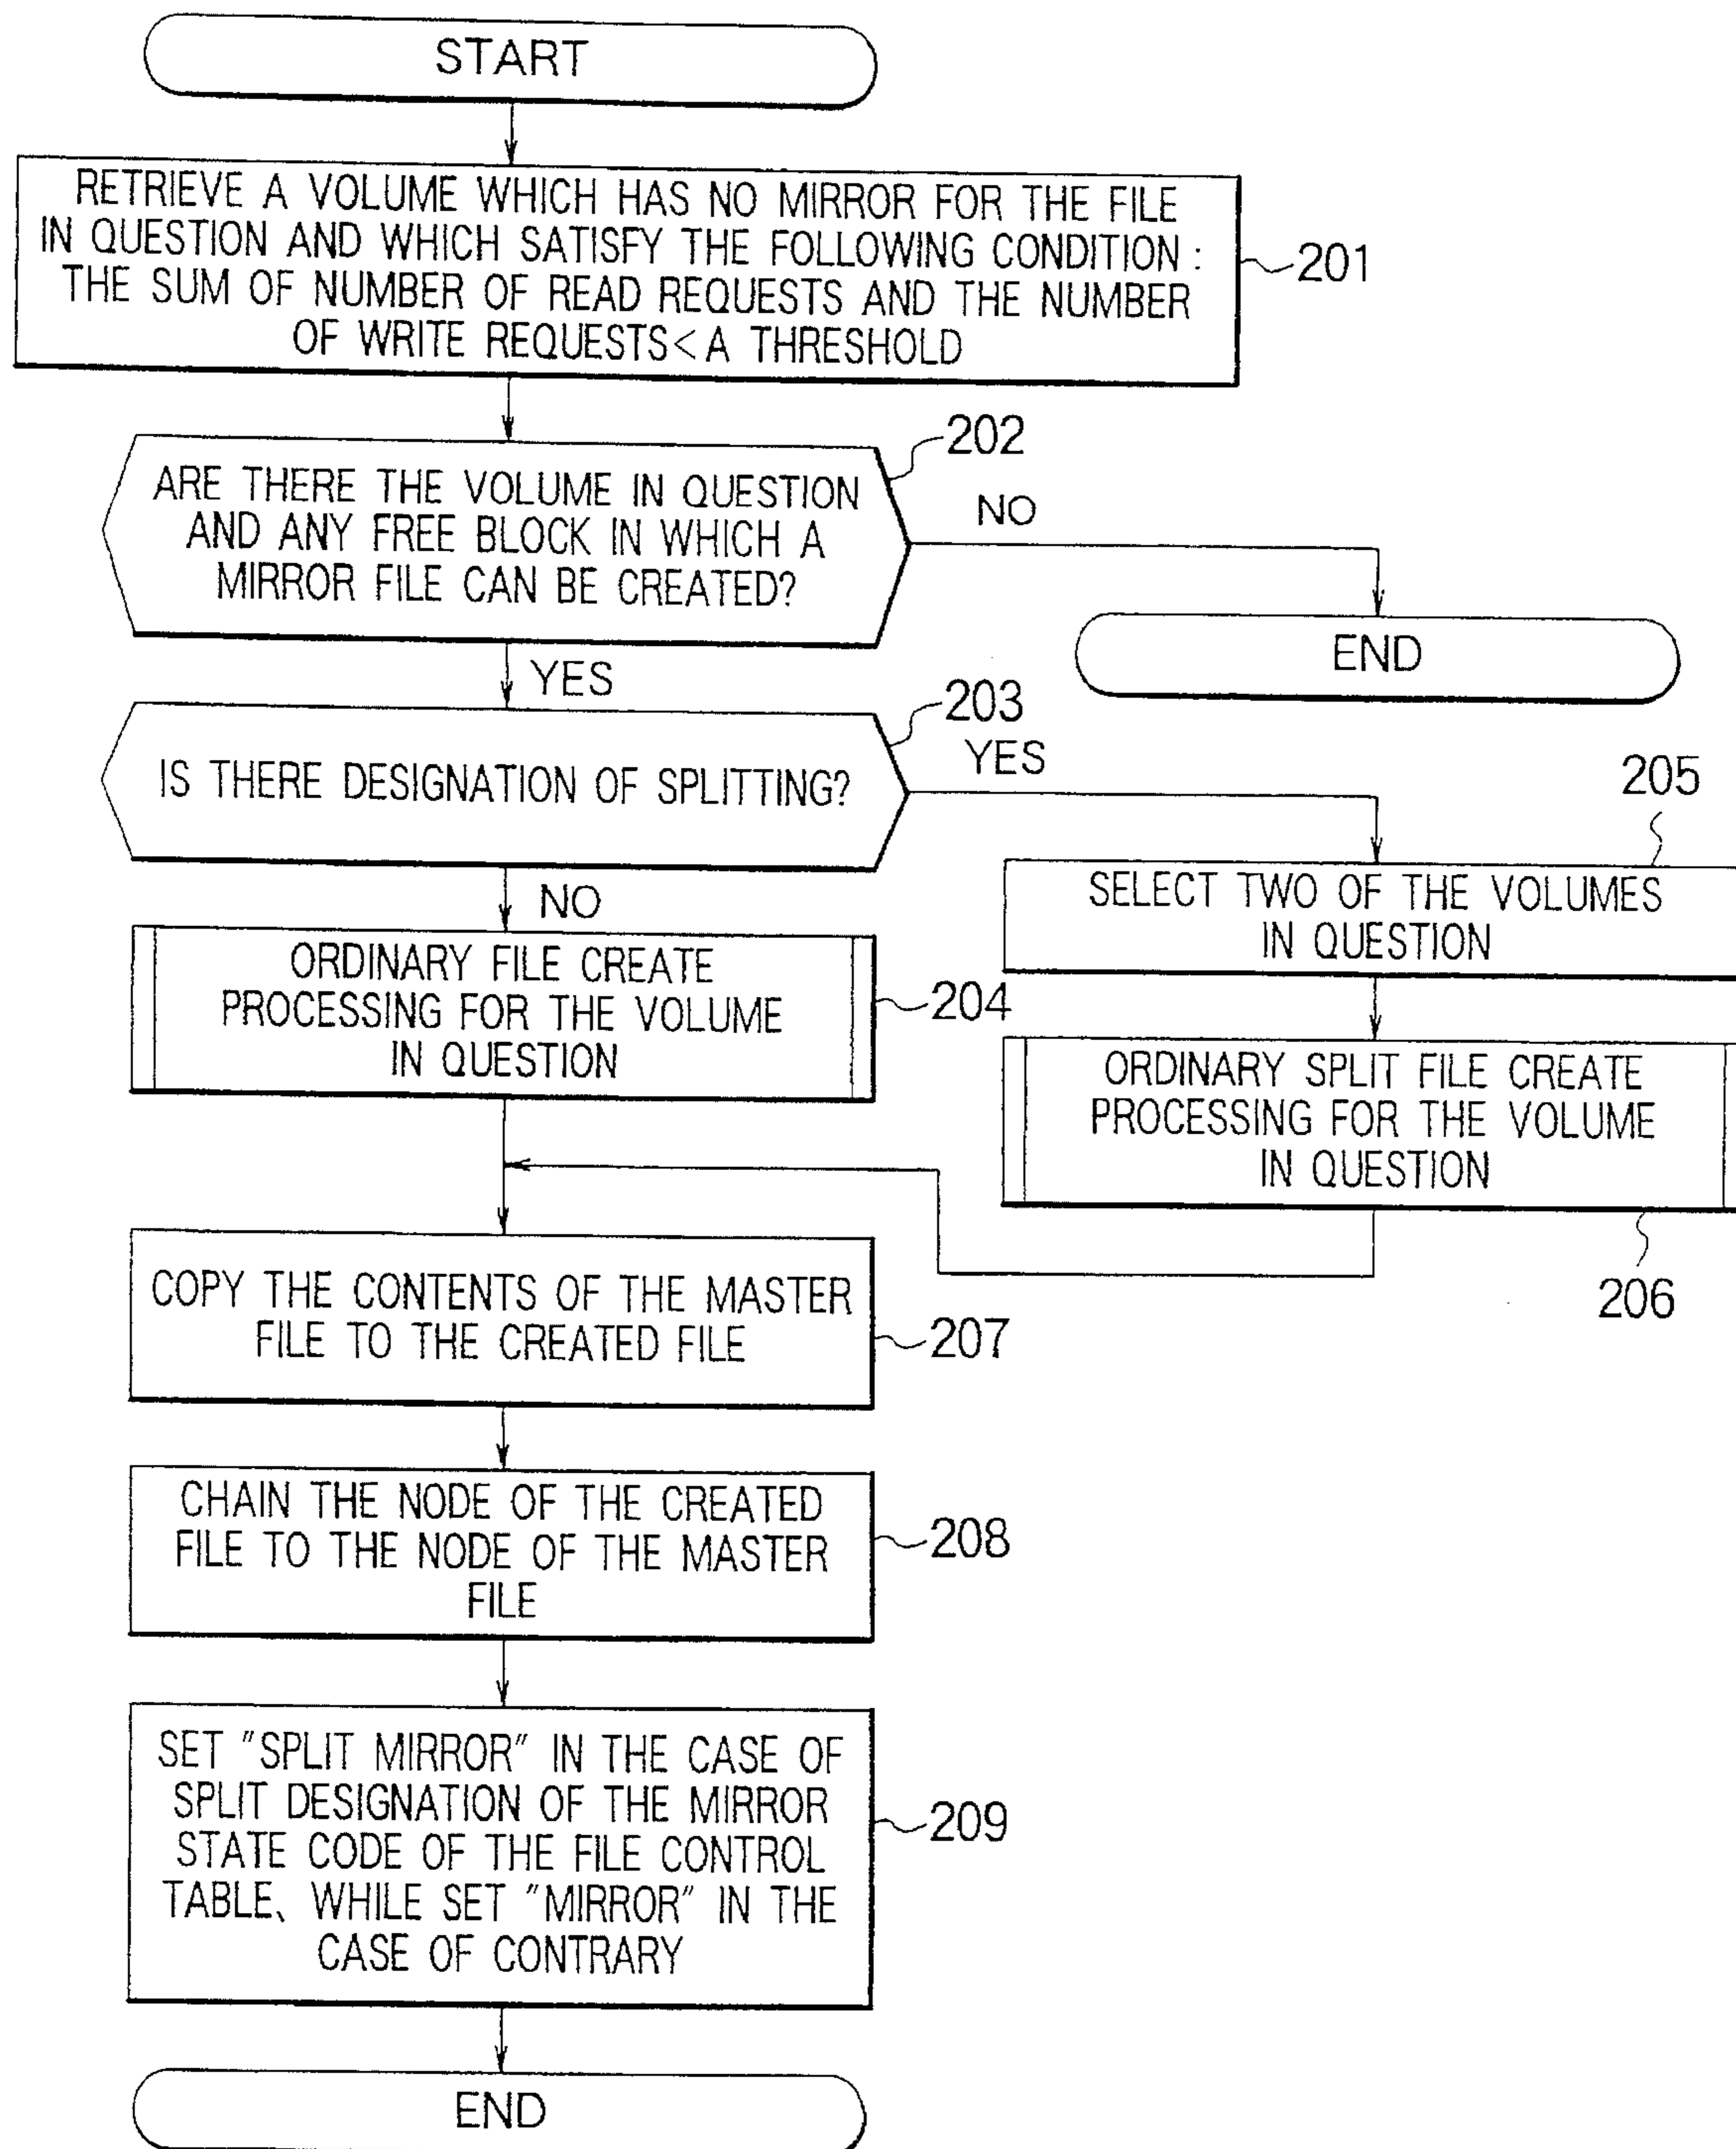 START
RETRIEVE A VOLUME WHICH HAS NO MIRROR FOR THE FILE
IN QUESTION AND WHICH SATISFY THE FOLLOWING CONDITION :
THE SUM OF NUMBER OF READ REQUESTS AND THE NUMBER
OF WRITE REQUESTS<A THRESHOLD
201
202
ARE THERE THE VOLUME IN QUESTION
AND ANY FREE BLOCK IN WHICH A
MIRROR FILE CAN BE CREATED?
NO
END
YES
203
IS THERE DESIGNATION OF SPLITTING?
YES
205
SELECT TWO OF THE VOLUMES
IN QUESTION
NO
ORDINARY FILE CREATE
PROCESSING FOR THE VOLUME
IN QUESTION
204
ORDINARY SPLIT FILE CREATE
PROCESSING FOR THE VOLUME
IN QUESTION
206
COPY THE CONTENTS OF THE MASTER
FILE TO THE CREATED FILE
207
CHAIN THE NODE OF THE CREATED
FILE TO THE NODE OF THE MASTER
FILE
208
SET "SPLIT MIRROR" IN THE CASE OF
SPLIT DESIGNATION OF THE MIRROR
STATE CODE OF THE FILE CONTROL
TABLE、 WHILE SET "MIRROR" IN THE
CASE OF CONTRARY
209
END